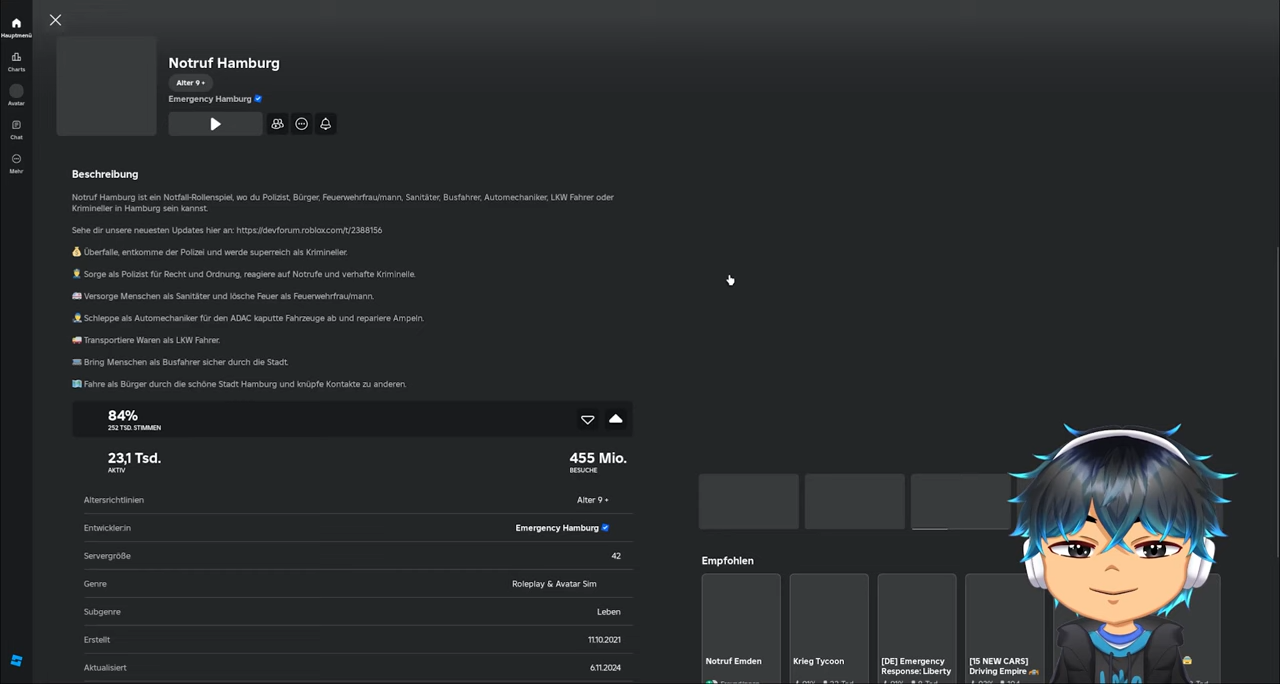 Hauptmenü
Charts
Avatar
Chat
Mehr
Notruf Hamburg
Alter 9 +
Emergency Hamburg
Beschreibung
Notruf Hamburg ist ein Notfall-Rollenspiel, wo du Polizist, Bürger, Feuerwehrfrau/mann, Sanitäter, Busfahrer, Automechaniker, LKW Fahrer oder
Krimineller in Hamburg sein kannst.
Sehe dir unsere neuesten Updates hier an: https://devforum.roblox.com/t/2388156
💰 Überfalle, entkomme der Polizei und werde superreich als Krimineller.
👮 Sorge als Polizist für Recht und Ordnung, reagiere auf Notrufe und verhafte Kriminelle.
🚒 Versorge Menschen als Sanitäter und lösche Feuer als Feuerwehrfrau/mann.
👨‍🔧 Schleppe als Automechaniker für den ADAC kaputte Fahrzeuge ab und repariere Ampeln.
🚚 Transportiere Waren als LKW Fahrer.
🚌 Bring Menschen als Busfahrer sicher durch die Stadt.
🗺️ Fahre als Bürger durch die schöne Stadt Hamburg und knüpfe Kontakte zu anderen.
84%
252 TSD. STIMMEN
23,1 Tsd.
AKTIV
455 Mio.
BESUCHE
Altersrichtlinien Alter 9 +
Entwickler:in Emergency Hamburg
Servergröße 42
Genre Roleplay & Avatar Sim
Subgenre Leben
Erstellt 11.10.2021
Aktualisiert 6.11.2024
Empfohlen
Notruf Emden
Krieg Tycoon
[DE] Emergency
Response: Liberty
[15 NEW CARS]
Driving Empire